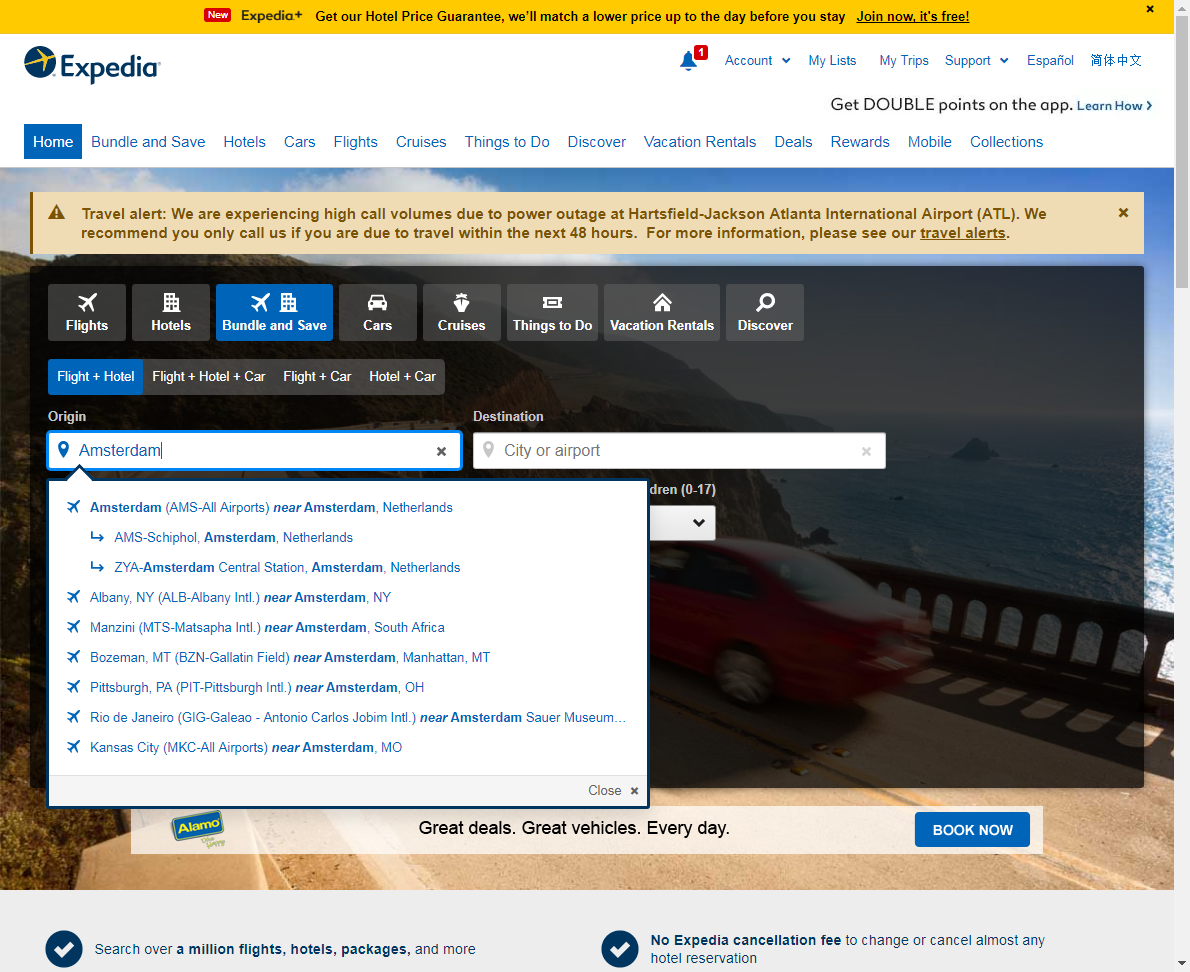 New Expedia+ Get our Hotel Price Guarantee, we'll match a lower price up to the day before you stay Join now, it's free!
Expedia
1 Account My Lists My Trips Support Español 简体中文
Get DOUBLE points on the app. Learn How
Home Bundle and Save Hotels Cars Flights Cruises Things to Do Discover Vacation Rentals Deals Rewards Mobile Collections
Travel alert: We are experiencing high call volumes due to power outage at Hartsfield-Jackson Atlanta International Airport (ATL). We
recommend you only call us if you are due to travel within the next 48 hours. For more information, please see our travel alerts.
Flights Hotels Bundle and Save Cars Cruises Things to Do Vacation Rentals Discover
Flight + Hotel Flight + Hotel + Car Flight + Car Hotel + Car
Origin Destination
Amsterdam City or airport
dren (0-17)
Amsterdam (AMS-All Airports) near Amsterdam, Netherlands
AMS-Schiphol, Amsterdam, Netherlands
ZYA-Amsterdam Central Station, Amsterdam, Netherlands
Albany, NY (ALB-Albany Intl.) near Amsterdam, NY
Manzini (MTS-Matsapha Intl.) near Amsterdam, South Africa
Bozeman, MT (BZN-Gallatin Field) near Amsterdam, Manhattan, MT
Pittsburgh, PA (PIT-Pittsburgh Intl.) near Amsterdam, OH
Rio de Janeiro (GIG-Galeao - Antonio Carlos Jobim Intl.) near Amsterdam Sauer Museum...
Kansas City (MKC-All Airports) near Amsterdam, MO
Close
Alamo Great deals. Great vehicles. Every day. BOOK NOW
Search over a million flights, hotels, packages, and more
No Expedia cancellation fee to change or cancel almost any
hotel reservation